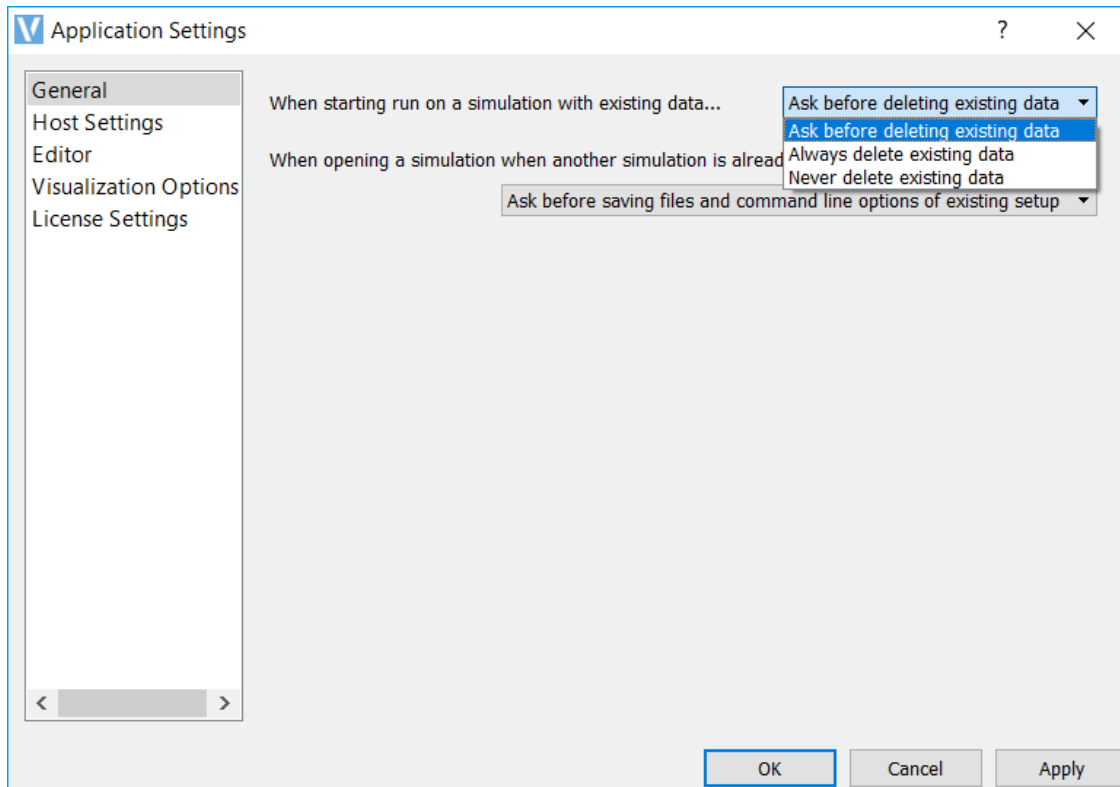 Application Settings
?
General
Host Settings
Editor
Visualization Options
License Settings
When starting run on a simulation with existing data...
Ask before deleting existing data
Ask before deleting existing data
Always delete existing data
Never delete existing data
When opening a simulation when another simulation is
Ask before saving files and command line options of existing setup
OK
Cancel
Apply